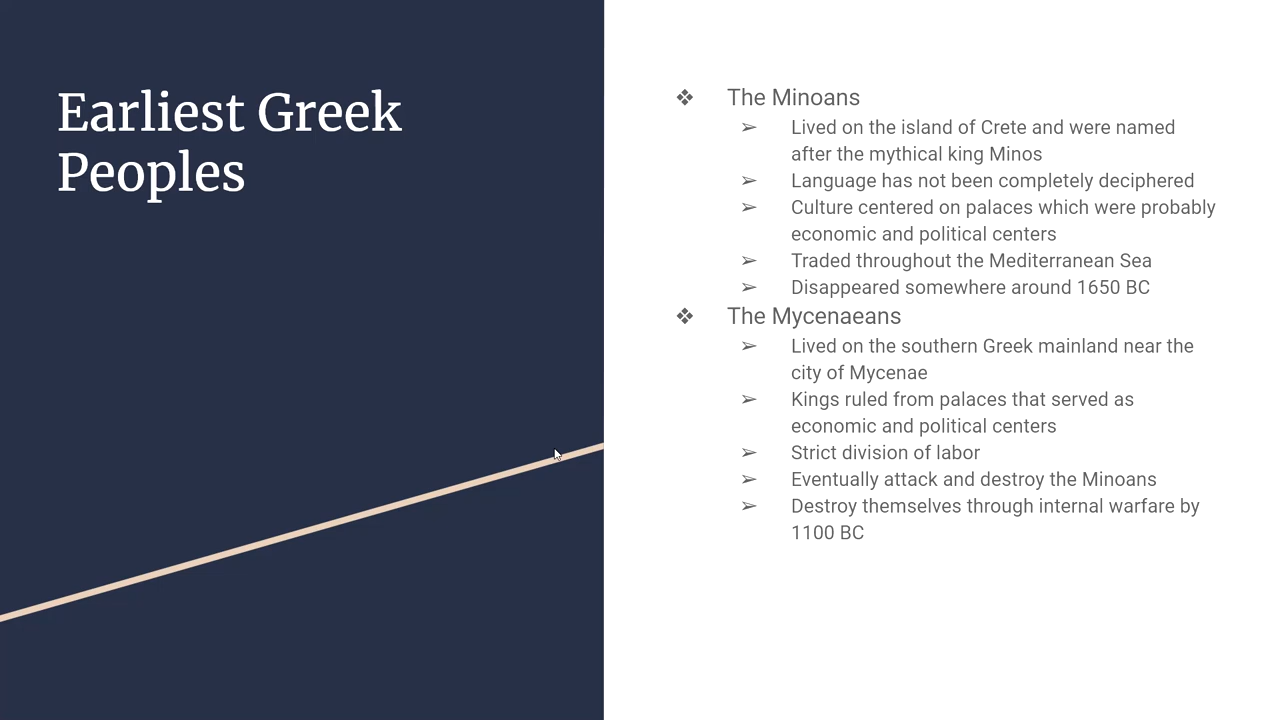 Earliest Greek
Peoples
❖ The Minoans
➢ Lived on the island of Crete and were named
after the mythical king Minos
➢ Language has not been completely deciphered
➢ Culture centered on palaces which were probably
economic and political centers
➢ Traded throughout the Mediterranean Sea
➢ Disappeared somewhere around 1650 BC
❖ The Mycenaeans
➢ Lived on the southern Greek mainland near the
city of Mycenae
➢ Kings ruled from palaces that served as
economic and political centers
➢ Strict division of labor
➢ Eventually attack and destroy the Minoans
➢ Destroy themselves through internal warfare by
1100 BC